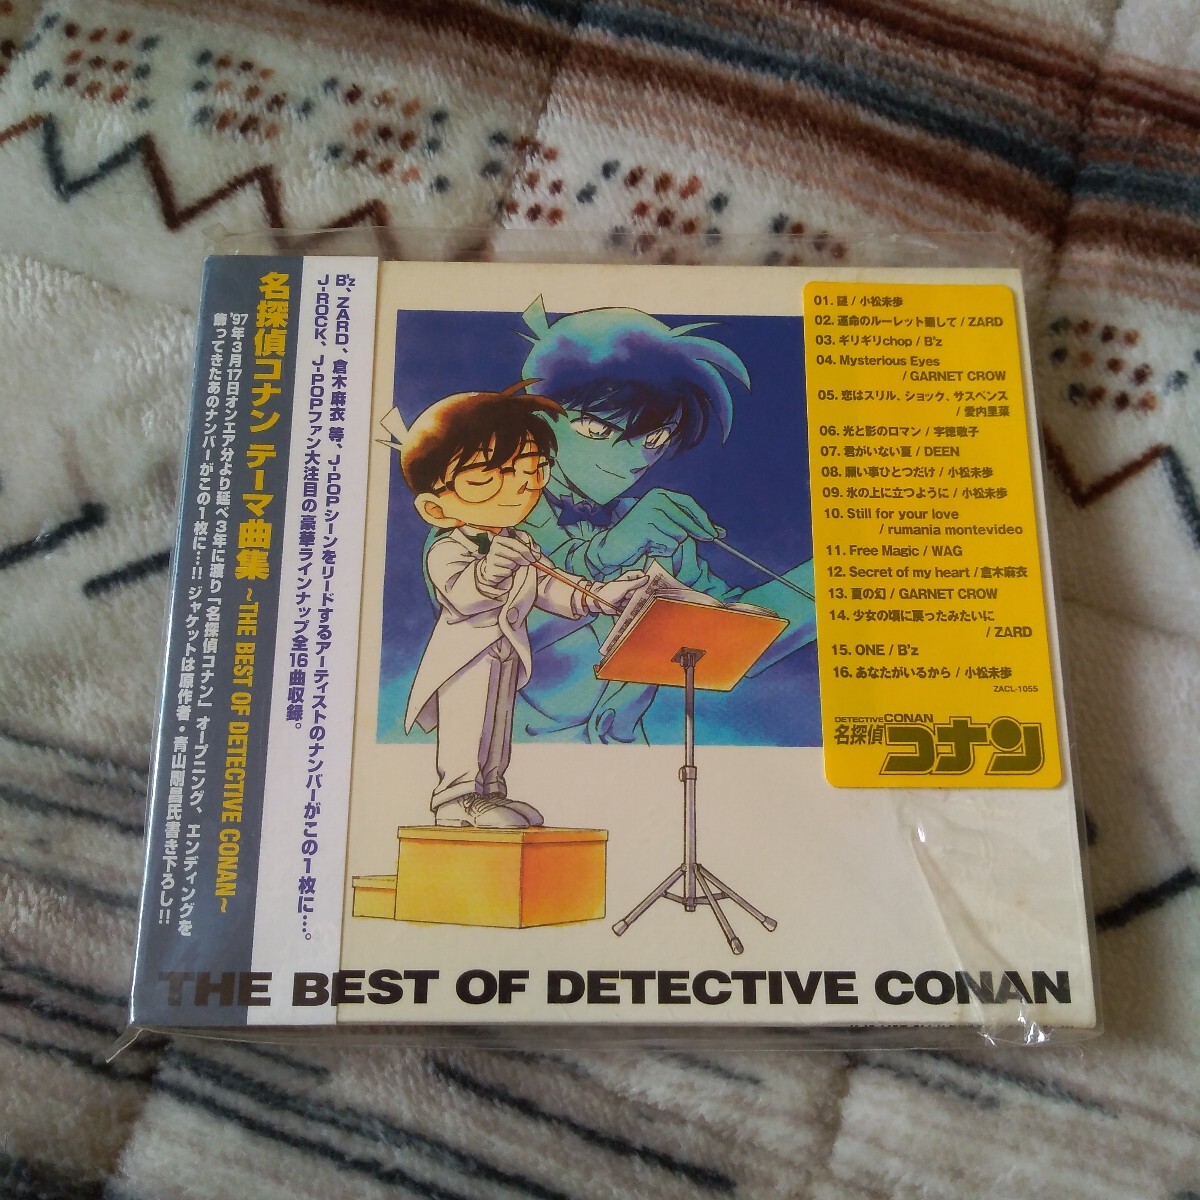 名探偵コナン テーマ曲集 ~THE BEST OF DETECTIVE CONAN~
'97年3月17日オンエア分より延べ3年に渡り「名探偵コナン」オープニング、エンディングを
飾ってきたあのナンバーがこの1枚に…!! ジャケットは原作者・青山剛昌氏書き下ろし!!
B'z、ZARD、倉木麻衣 等、J-POPシーンをリードするアーティストのナンバーがこの1枚に…。
J-ROCK、J-POPファン大注目の豪華ラインナップ全16曲収録。
01. 謎 / 小松未歩
02. 運命のルーレット廻して / ZARD
03. ギリギリchop / B'z
04. Mysterious Eyes
/ GARNET CROW
05. 恋はスリル、ショック、サスペンス
/ 愛内里菜
06. 光と影のロマン / 宇徳敬子
07. 君がいない夏 / DEEN
08. 願い事ひとつだけ / 小松未歩
09. 氷の上に立つように / 小松未歩
10. Still for your love
/ rumania montevideo
11. Free Magic / WAG
12. Secret of my heart / 倉木麻衣
13. 夏の幻 / GARNET CROW
14. 少女の頃に戻ったみたいに
/ ZARD
15. ONE / B'z
16. あなたがいるから / 小松未歩
ZACL-1055
DETECTIVE CONAN
名探偵コナン
THE BEST OF DETECTIVE CONAN